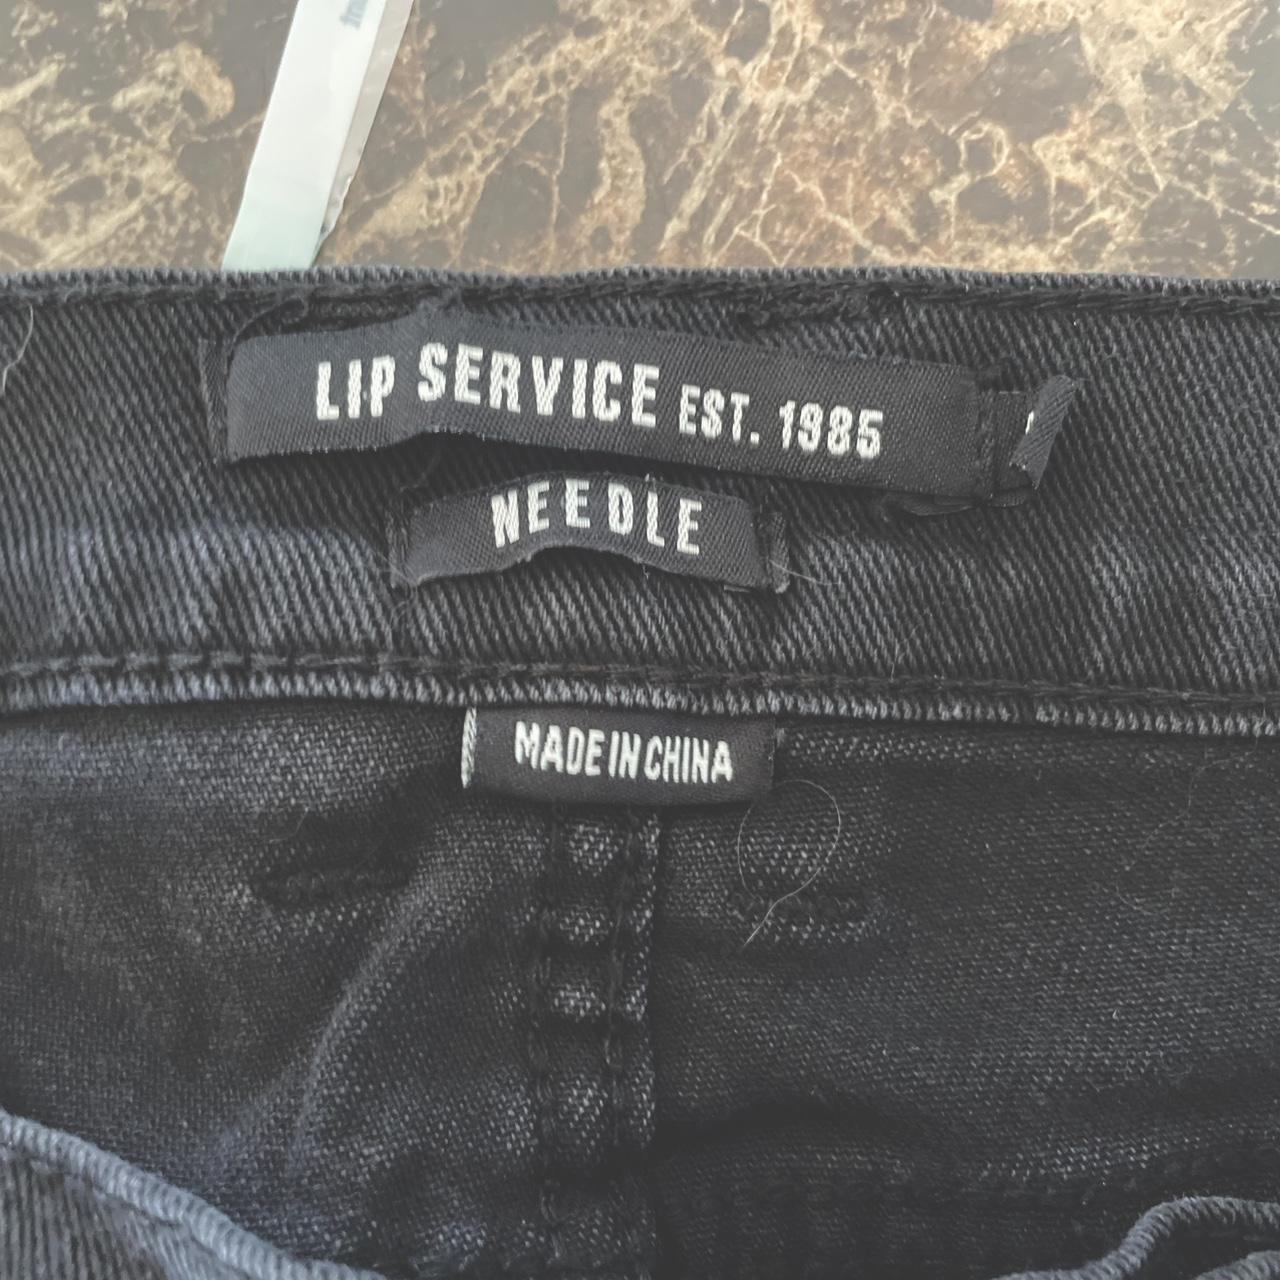 LIP SERVICE EST. 1985
NEEDLE
MADE IN CHINA